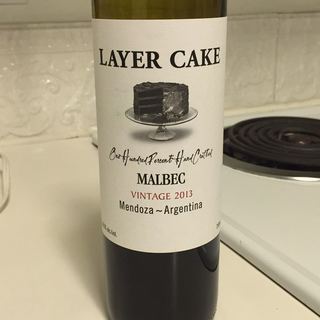 LAYER CAKE
One Hundred Percent Hand Crafted
MALBEC
VINTAGE 2013
Mendoza ~ Argentina